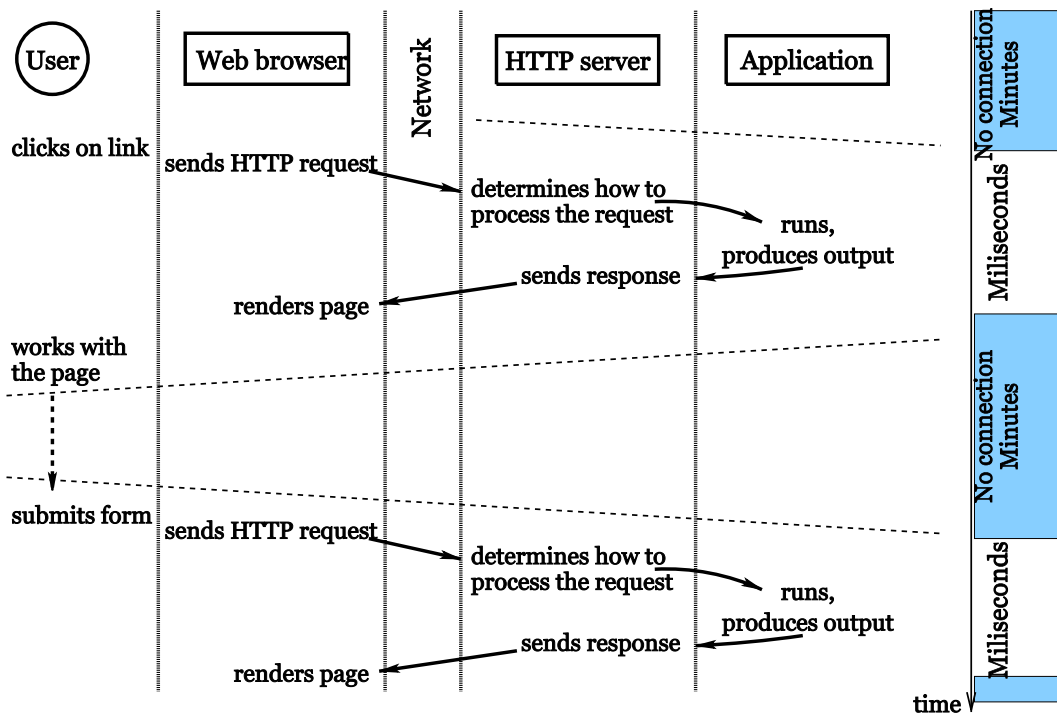 User
Web browser
Network
HTTP server
Application
No connection
Minutes
clicks on link
sends HTTP request
determines how to
process the request
runs,
produces output
sends response
renders page
Miliseconds
works with
the page
No connection
Minutes
submits form
sends HTTP request
determines how to
process the request
runs,
produces output
sends response
renders page
Miliseconds
time